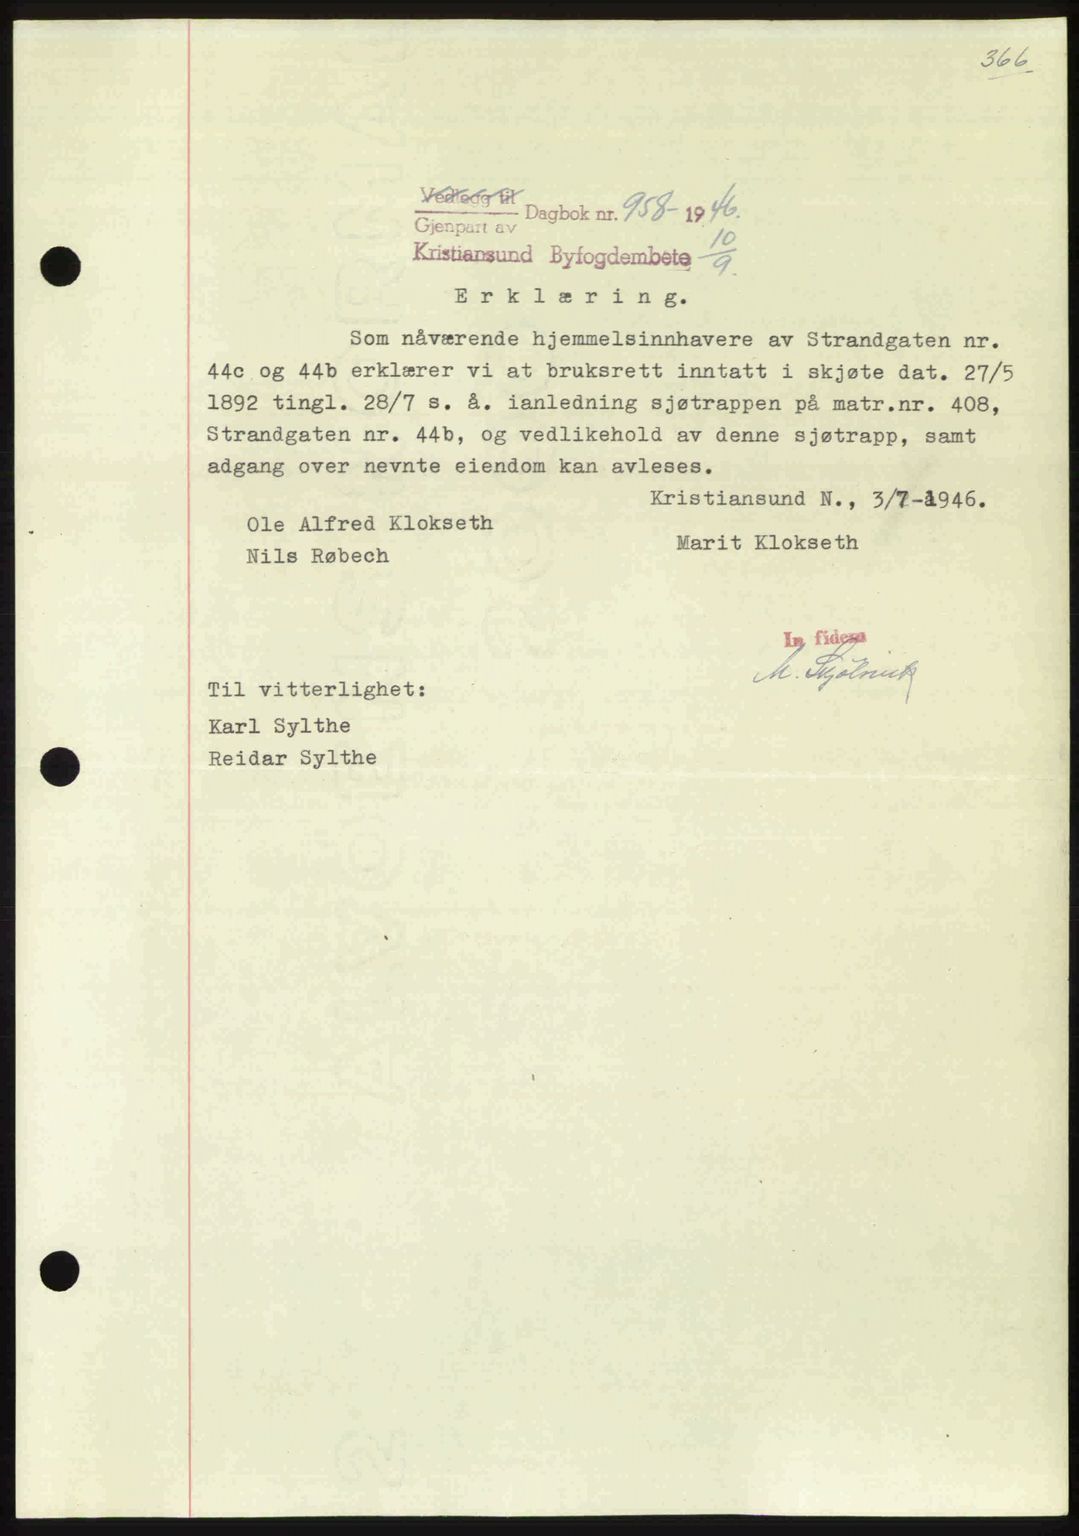 366
Vedlegg til
Gjenpart av
Dagbok nr. 958- 1946.
Kristiansund Byfogdembete 10/9.
Erklæring.
Som nåværende hjemmelsinnhavere av Strandgaten nr.
44c og 44b erklærer vi at bruksrett inntatt i skjøte dat. 27/5
1892 tingl. 28/7 s. å. ianledning sjøtrappen på matr.nr. 408,
Strandgaten nr. 44b, og vedlikehold av denne sjøtrapp, samt
adgang over nevnte eiendom kan avleses.
Kristiansund N., 3/7-1946.
Ole Alfred Klokseth
Marit Klokseth
Nils Røbech
In fidem
M.
Til vitterlighet:
Karl Sylthe
Reidar Sylthe